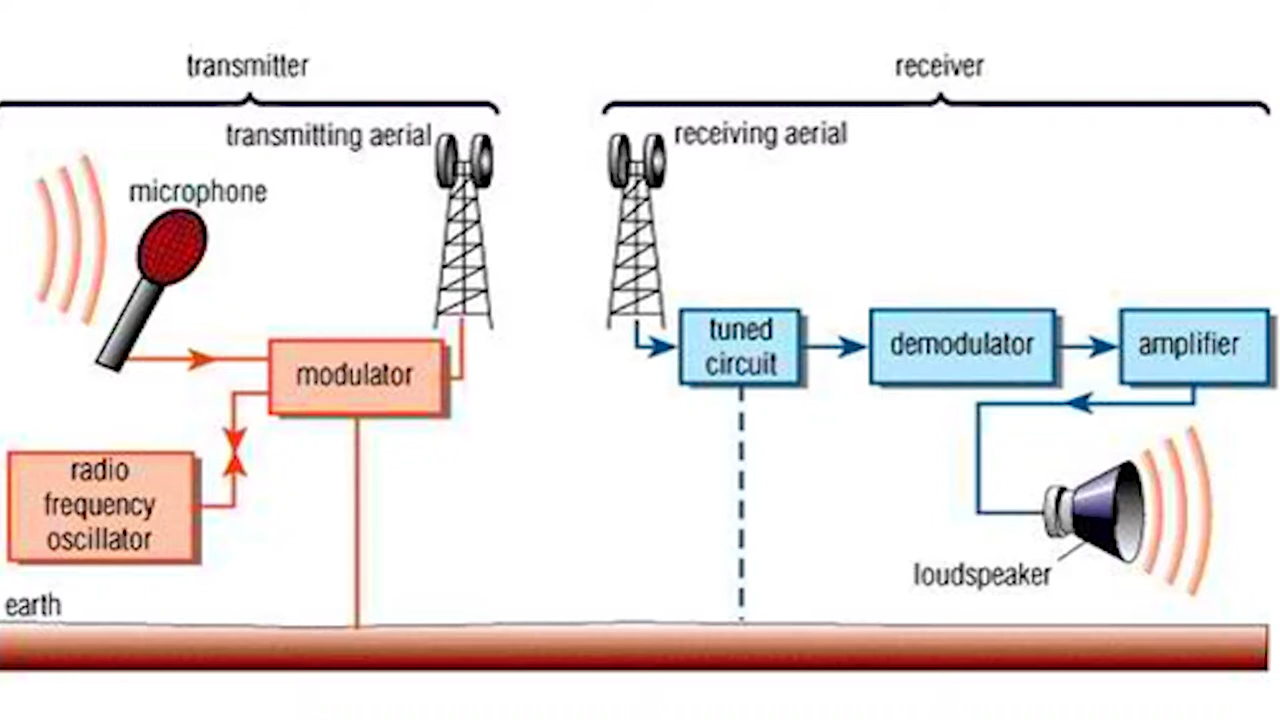 transmitter
receiver
transmitting aerial
receiving aerial
microphone
tuned
circuit
demodulator
amplifier
modulator
radio
frequency
oscillator
loudspeaker
earth